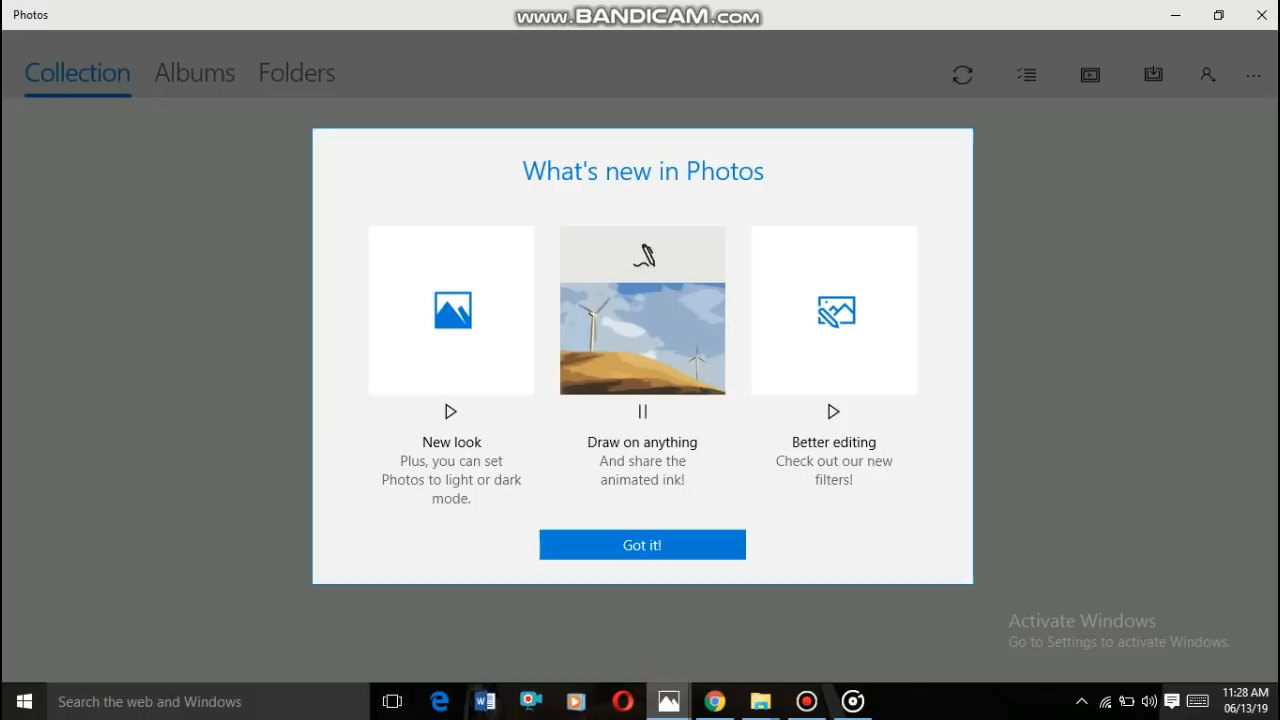 Photos
www.BANDICAM.com
Collection Albums Folders
What's new in Photos
New look
Plus, you can set
Photos to light or dark
mode.
Draw on anything
And share the
animated ink!
Better editing
Check out our new
filters!
Got it!
Activate Windows
Go to Settings to activate Windows.
Search the web and Windows
11:28 AM
06/13/19